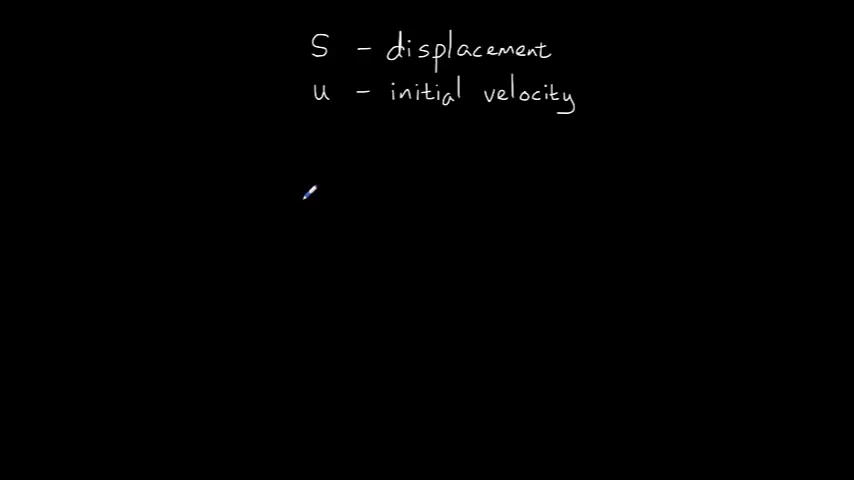 S - displacement
u - initial velocity